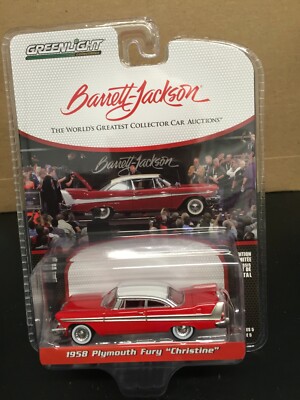 GREENLIGHT
Barrett-Jackson
THE WORLD'S GREATEST COLLECTOR CAR AUCTIONS
Barrett-Jackson
1958 Plymouth Fury "Christine"